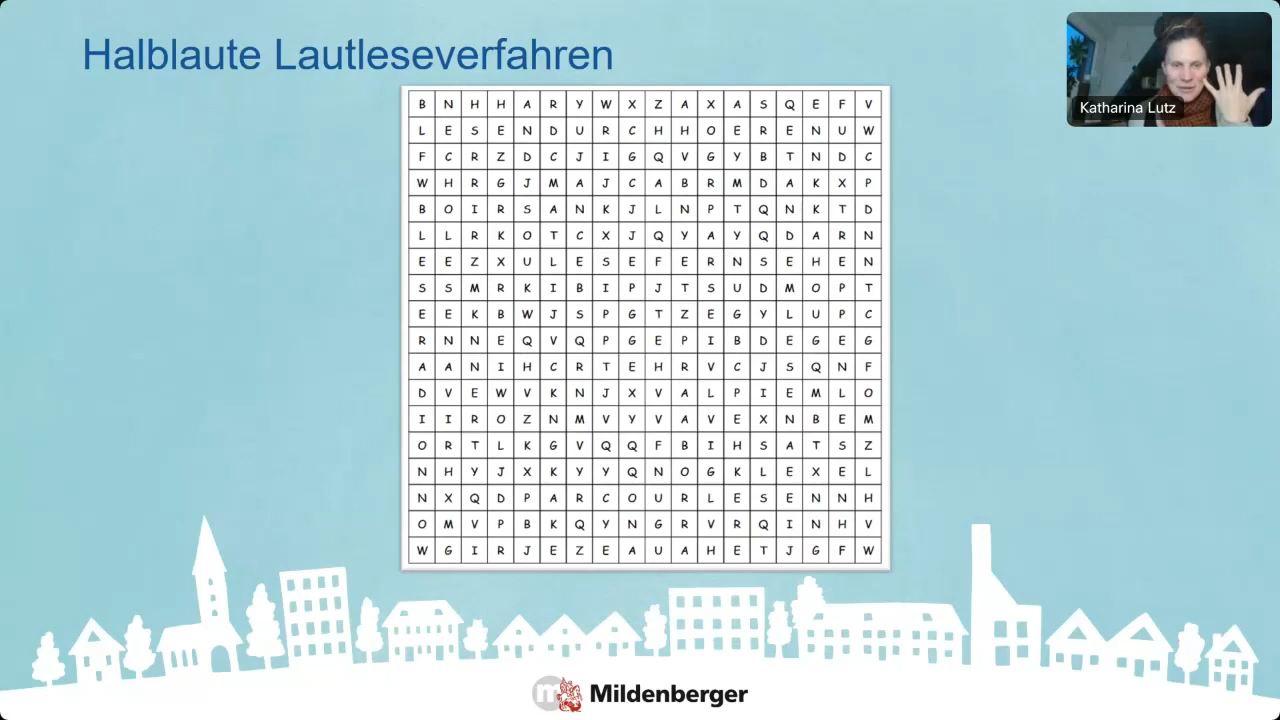 Halblaute Lautleseverfahren
B N H H A R Y W X Z A X A S Q E F V
L E S E N D U R C H H O E R E N U W
F C R Z D C J I G Q V G Y B T N D C
W H R G J M A J C A B R M D A K X P
B O I R S A N K J L N P T Q N K T D
L L R K O T C X J Q Y A Y Q D A R N
E E Z X U L E S E F E R N S E H E N
S S M R K I B I P J T S U D M O P T
E E K B W J S P G T Z E G Y L U P C
R N N E Q V Q P G E P I B D E G E G
A A N I H C R T E H R V C J S Q N F
D V E W V K N J X V A L P I E M L O
I I R O Z N M V Y V A V E X N B E M
O R T L K G V Q Q F B I H S A T S Z
N H Y J X K Y Y Q N O G K L E X E L
N X Q D P A R C O U R L E S E N N H
O M V P B K Q Y N G R V R Q I N H V
W G I R J E Z E A U A H E T J G F W
Katharina Lutz
Mildenberger